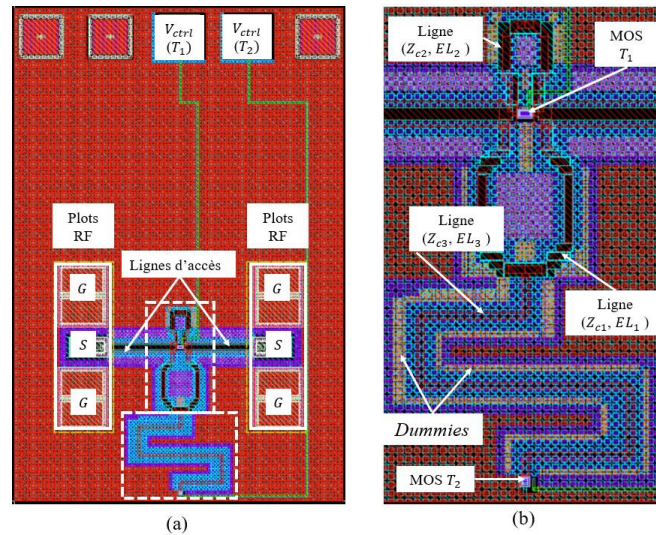 V_ctrl
(T_1)
V_ctrl
(T_2)
Plots
RF
Plots
RF
Lignes d'accès
G
S
G
G
S
G
(a)
Ligne
(Z_c2, EL_2)
MOS
T_1
Ligne
(Z_c3, EL_3)
Ligne
(Z_c1, EL_1)
Dummies
MOS T_2
(b)